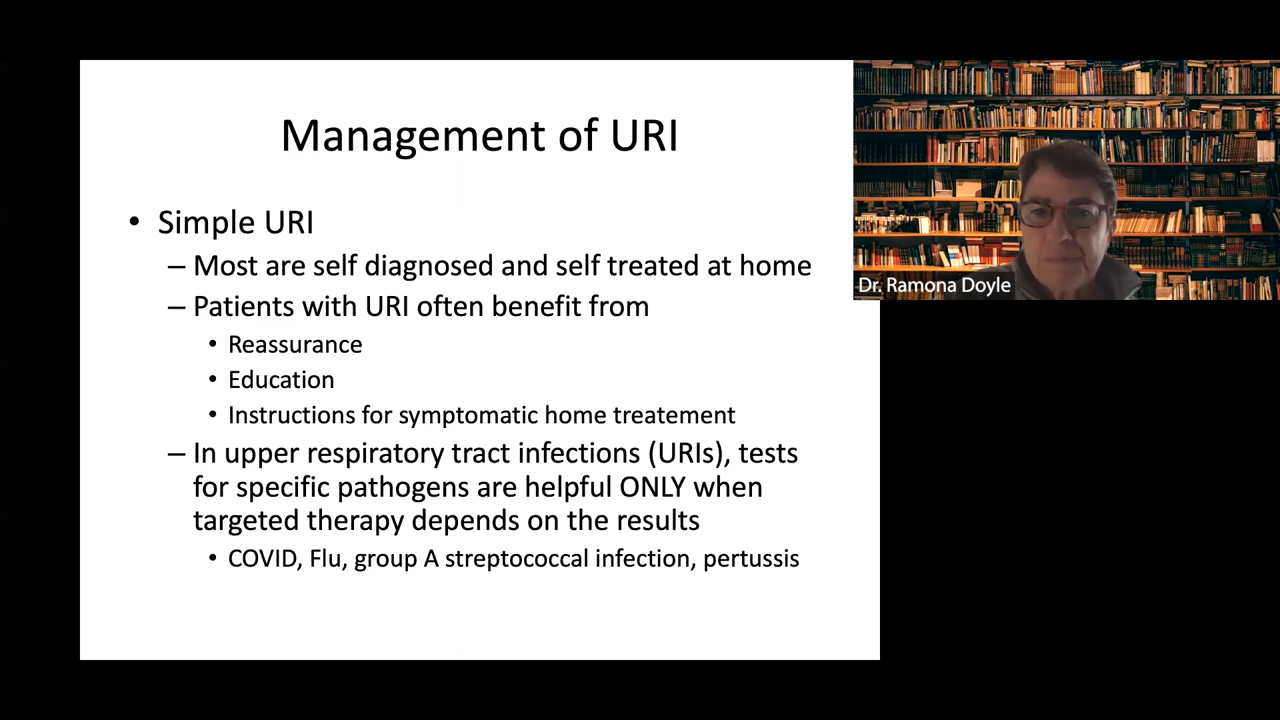 Management of URI
• Simple URI
– Most are self diagnosed and self treated at home
– Patients with URI often benefit from
• Reassurance
• Education
• Instructions for symptomatic home treatement
– In upper respiratory tract infections (URIs), tests
for specific pathogens are helpful ONLY when
targeted therapy depends on the results
• COVID, Flu, group A streptococcal infection, pertussis
Dr. Ramona Doyle